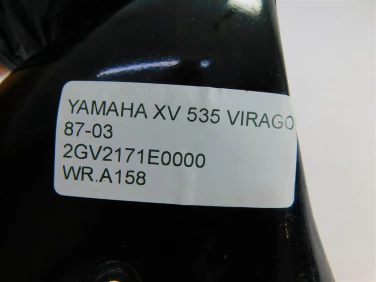 YAMAHA XV 535 VIRAGO
87-03
2GV2171E0000
WR.A158